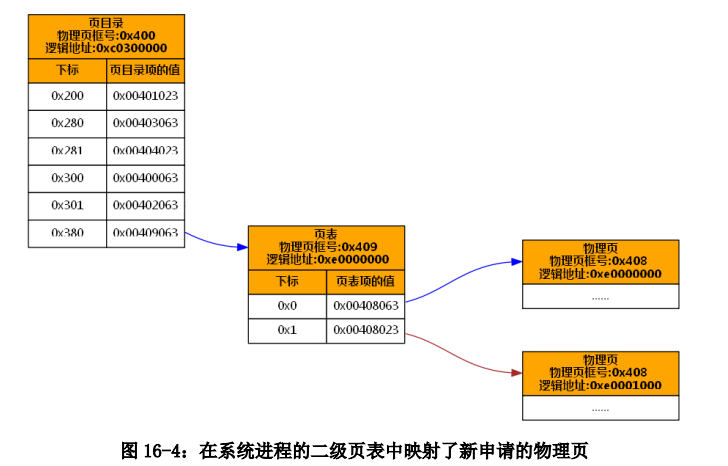 页目录
物理页框号:0x400
逻辑地址:0xc0300000
下标 页目录项的值
0x200 0x00401023
0x280 0x00403063
0x281 0x00404023
0x300 0x00400063
0x301 0x00402063
0x380 0x00409063
页表
物理页框号:0x409
逻辑地址:0xe0000000
下标 页表项的值
0x0 0x00408063
0x1 0x00408023
物理页
物理页框号:0x408
逻辑地址:0xe0000000
......
物理页
物理页框号:0x408
逻辑地址:0xe0001000
......
图 16-4：在系统进程的二级页表中映射了新申请的物理页